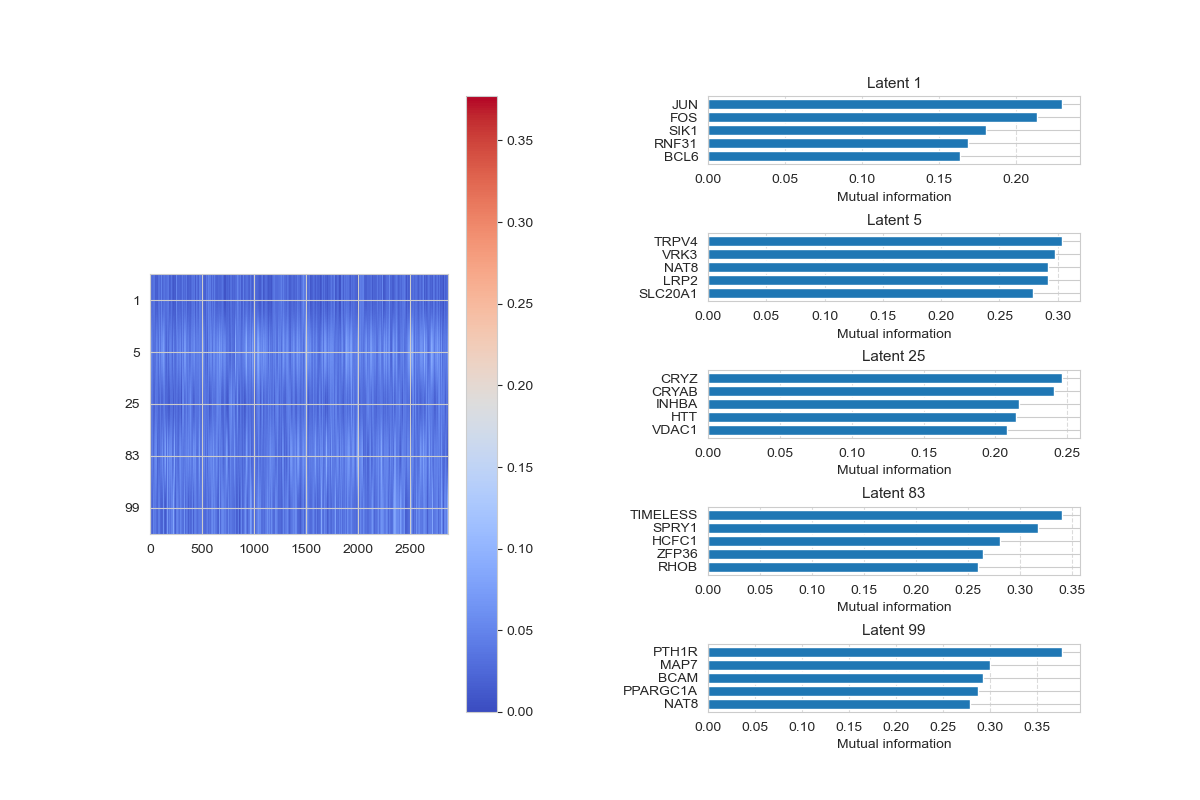 1
5
25
83
99
0 500 1000 1500 2000 2500
0.35
0.30
0.25
0.20
0.15
0.10
0.05
0.00
Latent 1
JUN
FOS
SIK1
RNF31
BCL6
0.00 0.05 0.10 0.15 0.20
Mutual information
Latent 5
TRPV4
VRK3
NAT8
LRP2
SLC20A1
0.00 0.05 0.10 0.15 0.20 0.25 0.30
Mutual information
Latent 25
CRYZ
CRYAB
INHBA
HTT
VDAC1
0.00 0.05 0.10 0.15 0.20 0.25
Mutual information
Latent 83
TIMELESS
SPRY1
HCFC1
ZFP36
RHOB
0.00 0.05 0.10 0.15 0.20 0.25 0.30 0.35
Mutual information
Latent 99
PTH1R
MAP7
BCAM
PPARGC1A
NAT8
0.00 0.05 0.10 0.15 0.20 0.25 0.30 0.35
Mutual information